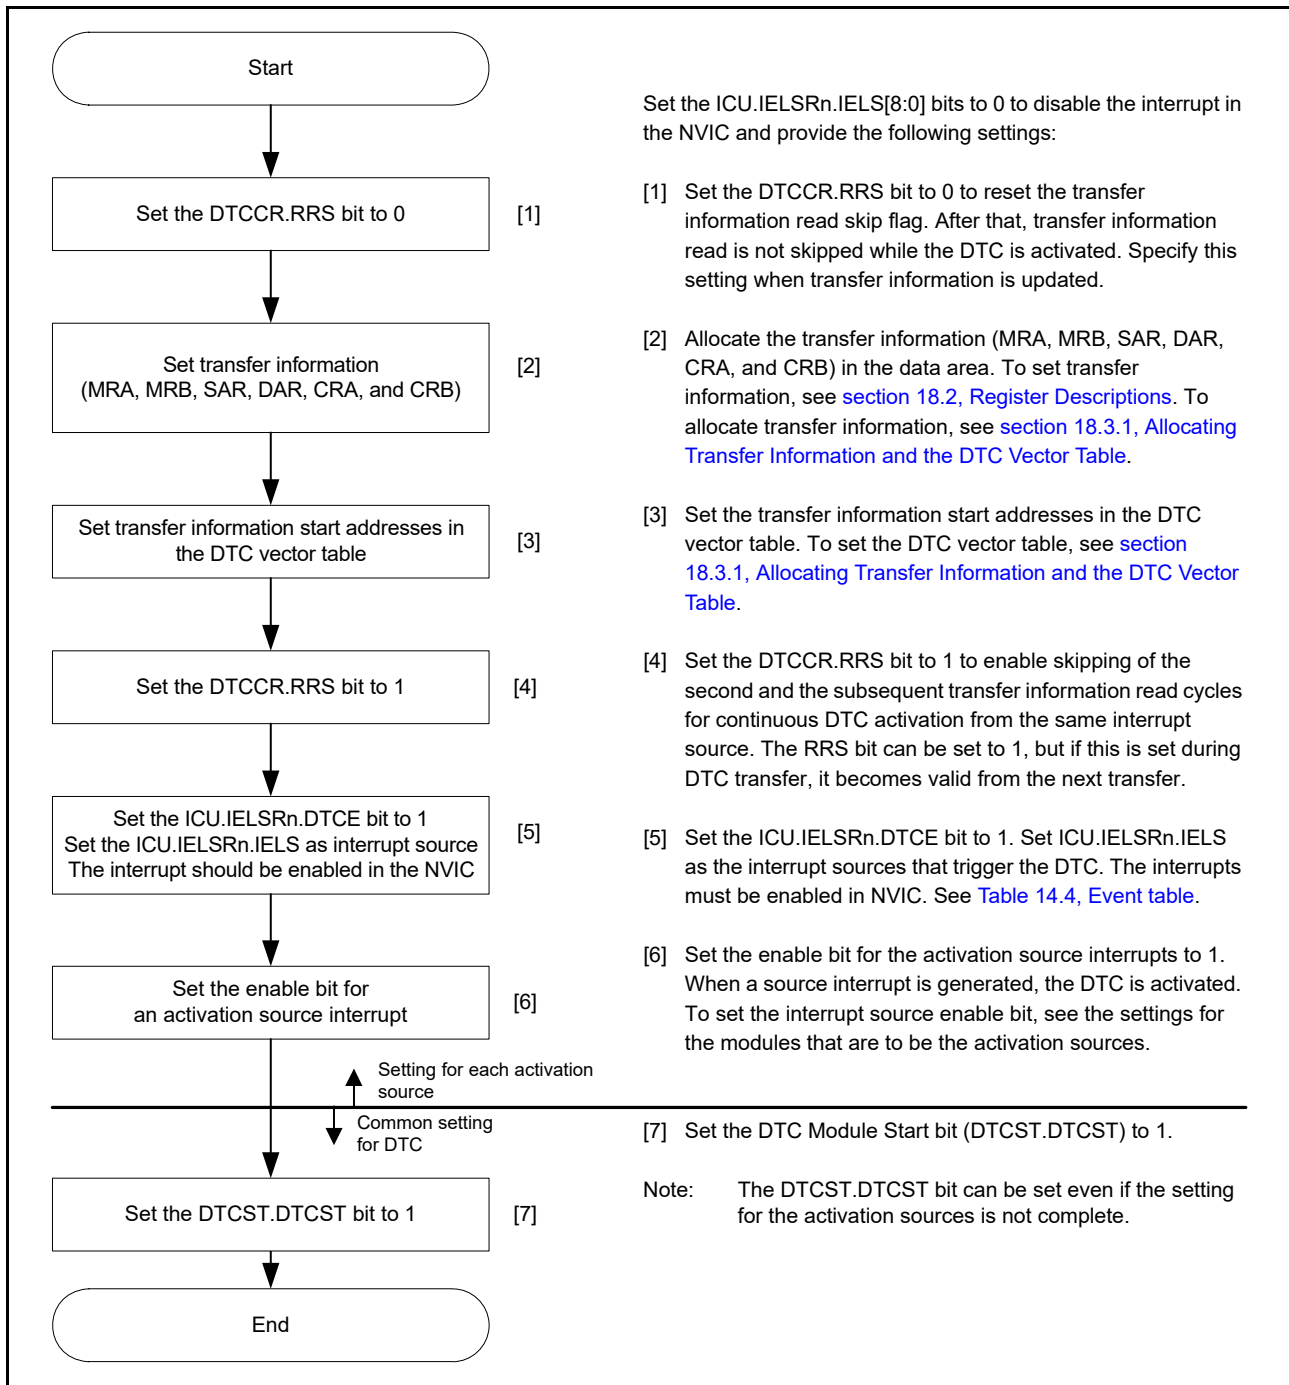 Start
Set the DTCCR.RRS bit to 0
[1]
Set transfer information
(MRA, MRB, SAR, DAR, CRA, and CRB)
[2]
Set transfer information start addresses in
the DTC vector table
[3]
Set the DTCCR.RRS bit to 1
[4]
Set the ICU.IELSRn.DTCE bit to 1
Set the ICU.IELSRn.IELS as interrupt source
The interrupt should be enabled in the NVIC
[5]
Set the enable bit for
an activation source interrupt
[6]
Setting for each activation
source
Common setting
for DTC
Set the DTCST.DTCST bit to 1
[7]
End
Set the ICU.IELSRn.IELS[8:0] bits to 0 to disable the interrupt in
the NVIC and provide the following settings:
[1] Set the DTCCR.RRS bit to 0 to reset the transfer
information read skip flag. After that, transfer information
read is not skipped while the DTC is activated. Specify this
setting when transfer information is updated.
[2] Allocate the transfer information (MRA, MRB, SAR, DAR,
CRA, and CRB) in the data area. To set transfer
information, see section 18.2, Register Descriptions. To
allocate transfer information, see section 18.3.1, Allocating
Transfer Information and the DTC Vector Table.
[3] Set the transfer information start addresses in the DTC
vector table. To set the DTC vector table, see section
18.3.1, Allocating Transfer Information and the DTC Vector
Table.
[4] Set the DTCCR.RRS bit to 1 to enable skipping of the
second and the subsequent transfer information read cycles
for continuous DTC activation from the same interrupt
source. The RRS bit can be set to 1, but if this is set during
DTC transfer, it becomes valid from the next transfer.
[5] Set the ICU.IELSRn.DTCE bit to 1. Set ICU.IELSRn.IELS
as the interrupt sources that trigger the DTC. The interrupts
must be enabled in NVIC. See Table 14.4, Event table.
[6] Set the enable bit for the activation source interrupts to 1.
When a source interrupt is generated, the DTC is activated.
To set the interrupt source enable bit, see the settings for
the modules that are to be the activation sources.
[7] Set the DTC Module Start bit (DTCST.DTCST) to 1.
Note: The DTCST.DTCST bit can be set even if the setting
for the activation sources is not complete.